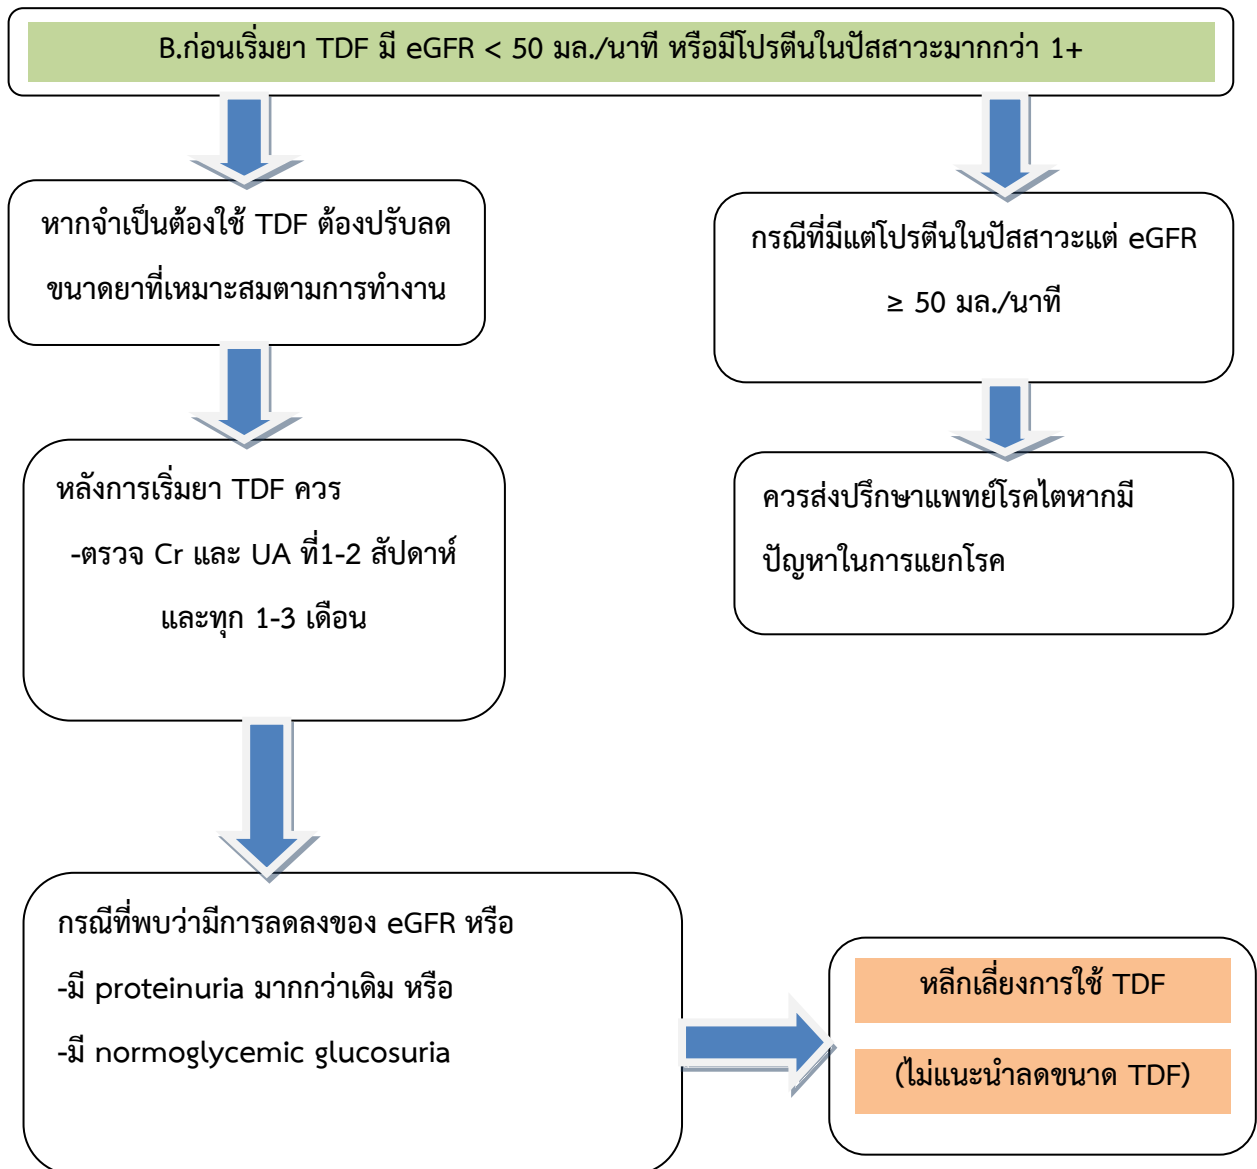 B.ก่อนเริ่มยา TDF มี eGFR < 50 มล./นาที หรือมีโปรตีนในปัสสาวะมากกว่า 1+
หากจำเป็นต้องใช้ TDF ต้องปรับลด
ขนาดยาที่เหมาะสมตามการทำงาน
กรณีที่มีแต่โปรตีนในปัสสาวะแต่ eGFR
≥ 50 มล./นาที
หลังการเริ่มยา TDF ควร
-ตรวจ Cr และ UA ที่1-2 สัปดาห์
และทุก 1-3 เดือน
ควรส่งปรึกษาแพทย์โรคไตหากมี
ปัญหาในการแยกโรค
กรณีที่พบว่ามีการลดลงของ eGFR หรือ
-มี proteinuria มากกว่าเดิม หรือ
-มี normoglycemic glucosuria
หลีกเลี่ยงการใช้ TDF
(ไม่แนะนำลดขนาด TDF)